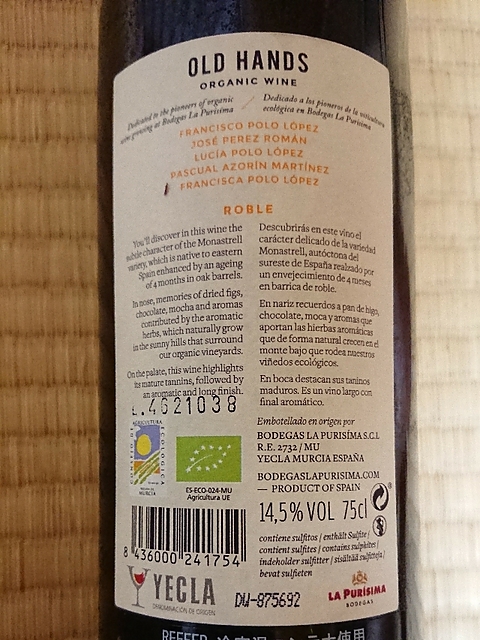 OLD HANDS
ORGANIC WINE
Dedicated to the pioneers of organic
wine growing at Bodegas La Purísima
Dedicado a los pioneros de la viticultura
ecológica en Bodegas La Purísima
FRANCISCO POLO LÓPEZ
JOSÉ PEREZ ROMÁN
LUCÍA POLO LÓPEZ
PASCUAL AZORÍN MARTÍNEZ
FRANCISCA POLO LÓPEZ
ROBLE
You'll discover in this wine the
subtle character of the Monastrell
variety, which is native to eastern
Spain enhanced by an ageing
of 4 months in oak barrels.
In nose, memories of dried figs,
chocolate, mocha and aromas
contributed by the aromatic
herbs, which naturally grow
in the sunny hills that surround
our organic vineyards.
On the palate, this wine highlights
its mature tannins, followed by
an aromatic and long finish.
L.4621038
Descubrirás en este vino el
carácter delicado de la variedad
Monastrell, autóctona del
sureste de España realzado por
un envejecimiento de 4 meses
en barrica de roble.
En nariz recuerdos a pan de higo,
chocolate, moca y aromas que
aportan las hierbas aromáticas
que de forma natural crecen en el
monte bajo que rodea nuestros
viñedos ecológicos.
En boca destacan sus taninos
maduros. Es un vino largo con
final aromático.
Embotellado en origen por
BODEGAS LA PURISÍMA S.C.L
R.E. 2732 / MU
YECLA MURCIA ESPAÑA
BODEGASLAPURISIMA.COM
— PRODUCT OF SPAIN
AGRICULTURA
ECOLOGICA
MURCIA
ES-ECO-024-MU
Agricultura UE
14,5% VOL 75cl
contiene sulfitos / enthält Sulfite /
contient sulfites / contains sulphites /
indeholder sulfitter / sisältää sulfiitteja /
bevat sulfieten
8 436000 241754
YECLA
DENOMINACIÓN DE ORIGEN
DW-875692
LA PURÍSIMA
BODEGAS